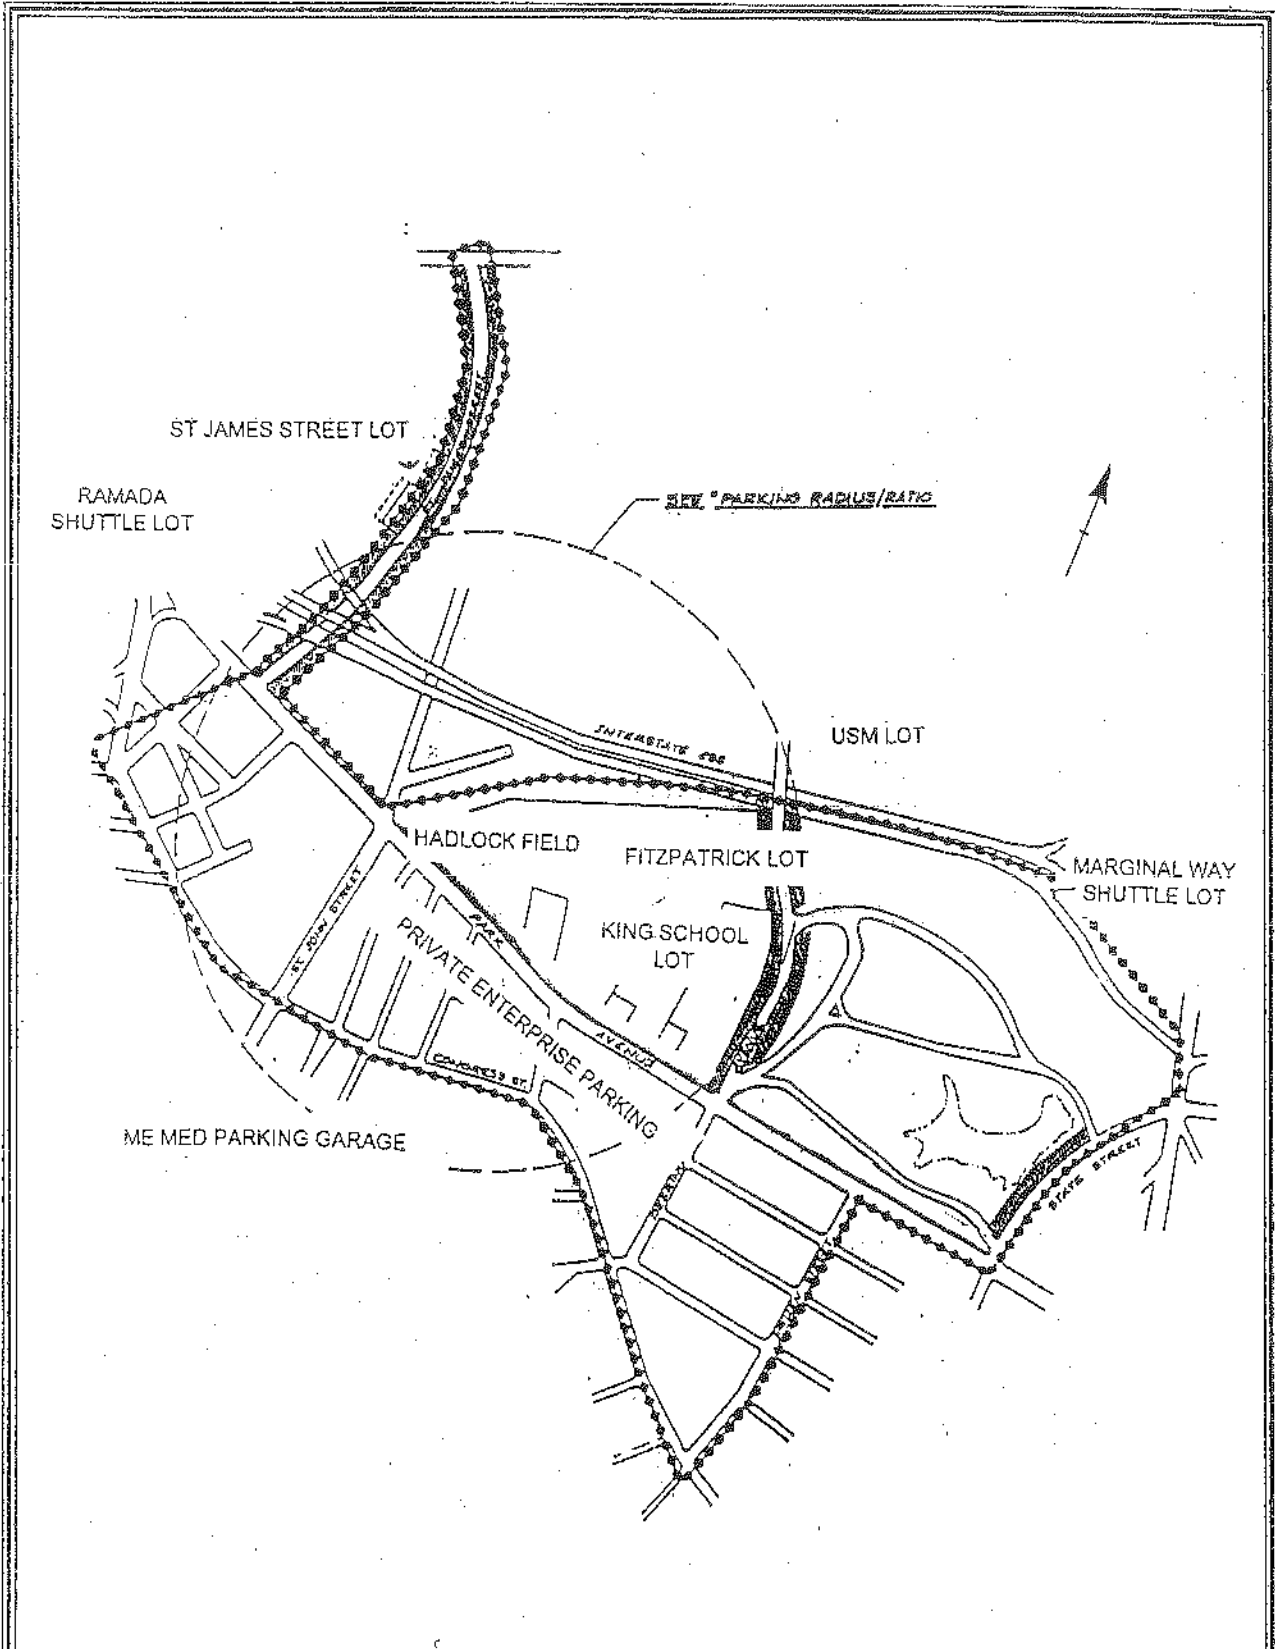 ST JAMES STREET LOT
RAMADA
SHUTTLE LOT
SEE "PARKING RADIUS/RATIO
INTERSTATE
USM LOT
HADLOCK FIELD
FITZPATRICK LOT
MARGINAL WAY
SHUTTLE LOT
ST. JOHN STREET
PARK
KING SCHOOL
LOT
PRIVATE ENTERPRISE PARKING
AVENUE
CONGRESS ST.
ME MED PARKING GARAGE
STATE STREET